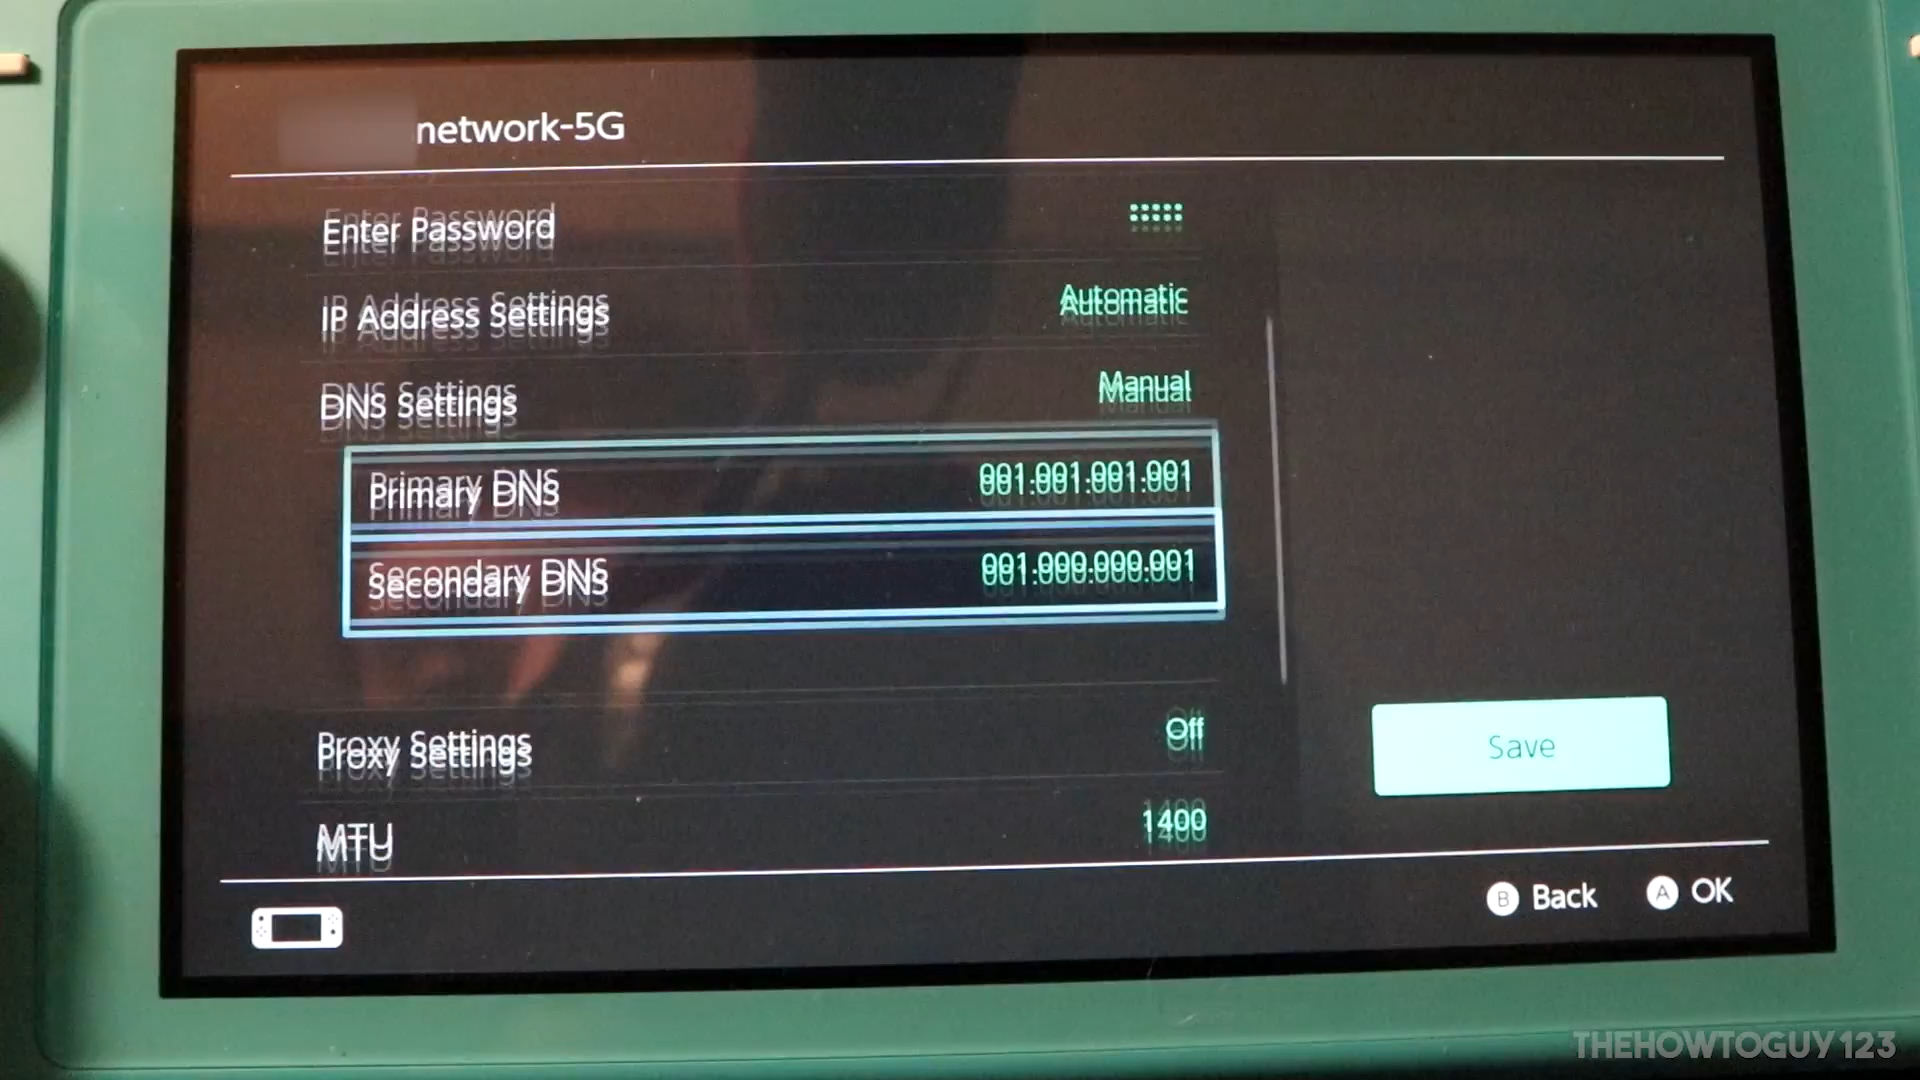 network-5G
Enter Password
IP Address Settings Automatic
DNS Settings Manual
Primary DNS 001.001.001.001
Secondary DNS 001.000.000.001
Proxy Settings Off
MTU 1400
Save
B Back A OK
THEHOWTOGUY123